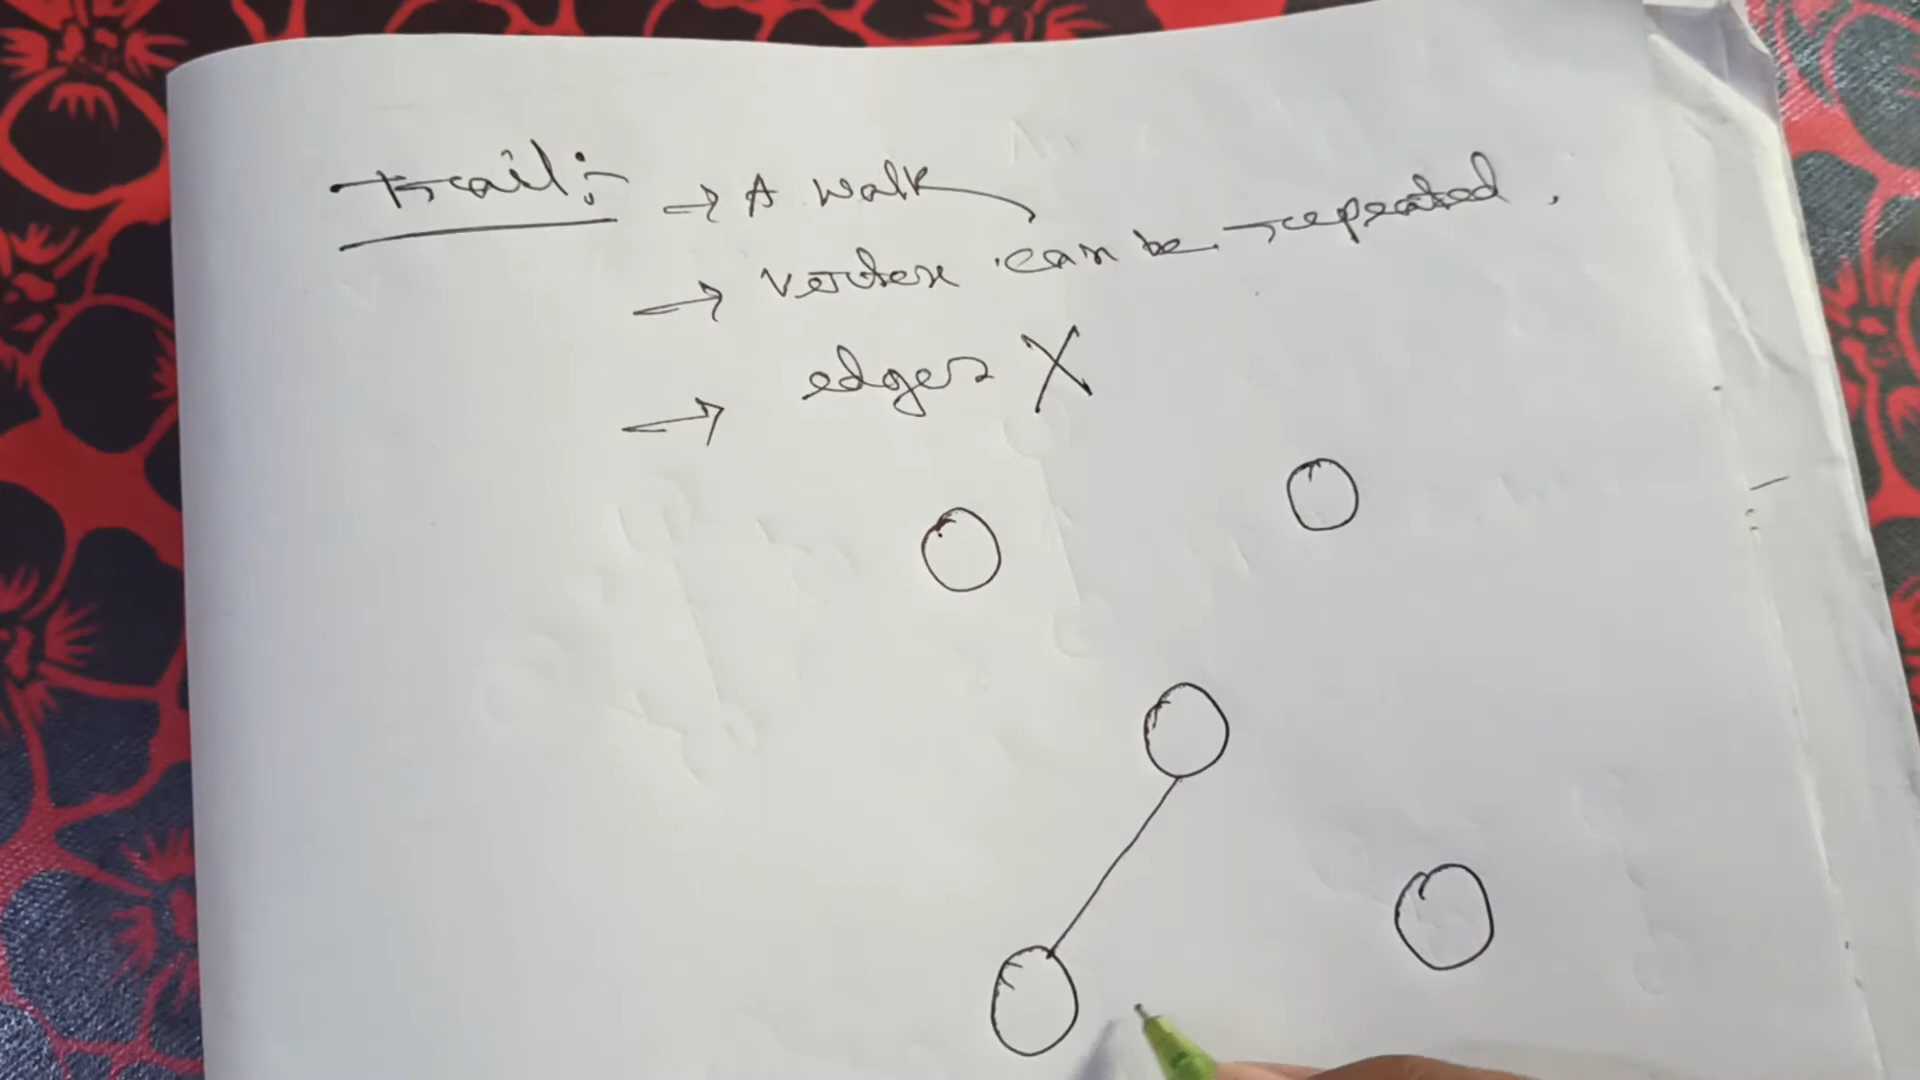 Trail :- → A walk
→ vertex can be repeated.
→ edges X